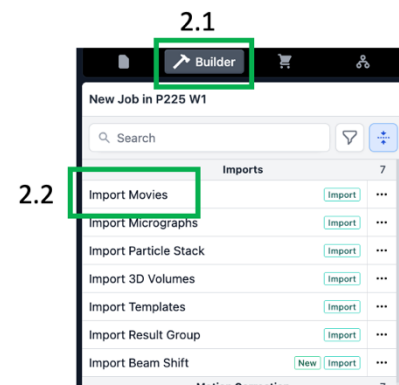 2.1
Builder
New Job in P225 W1
Search
Imports 7
2.2
Import Movies Import
Import Micrographs Import
Import Particle Stack Import
Import 3D Volumes Import
Import Templates Import
Import Result Group Import
Import Beam Shift New Import